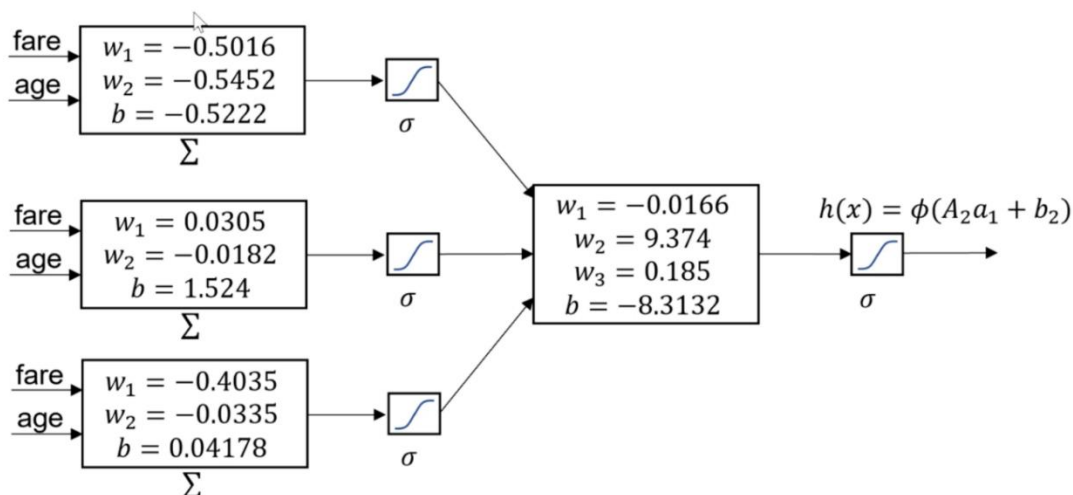 fare
age
w₁ = −0.5016
w₂ = −0.5452
b = −0.5222
Σ
σ
fare
age
w₁ = 0.0305
w₂ = −0.0182
b = 1.524
Σ
σ
fare
age
w₁ = −0.4035
w₂ = −0.0335
b = 0.04178
Σ
σ
w₁ = −0.0166
w₂ = 9.374
w₃ = 0.185
b = −8.3132
h(x) = ϕ(A₂a₁ + b₂)
σ